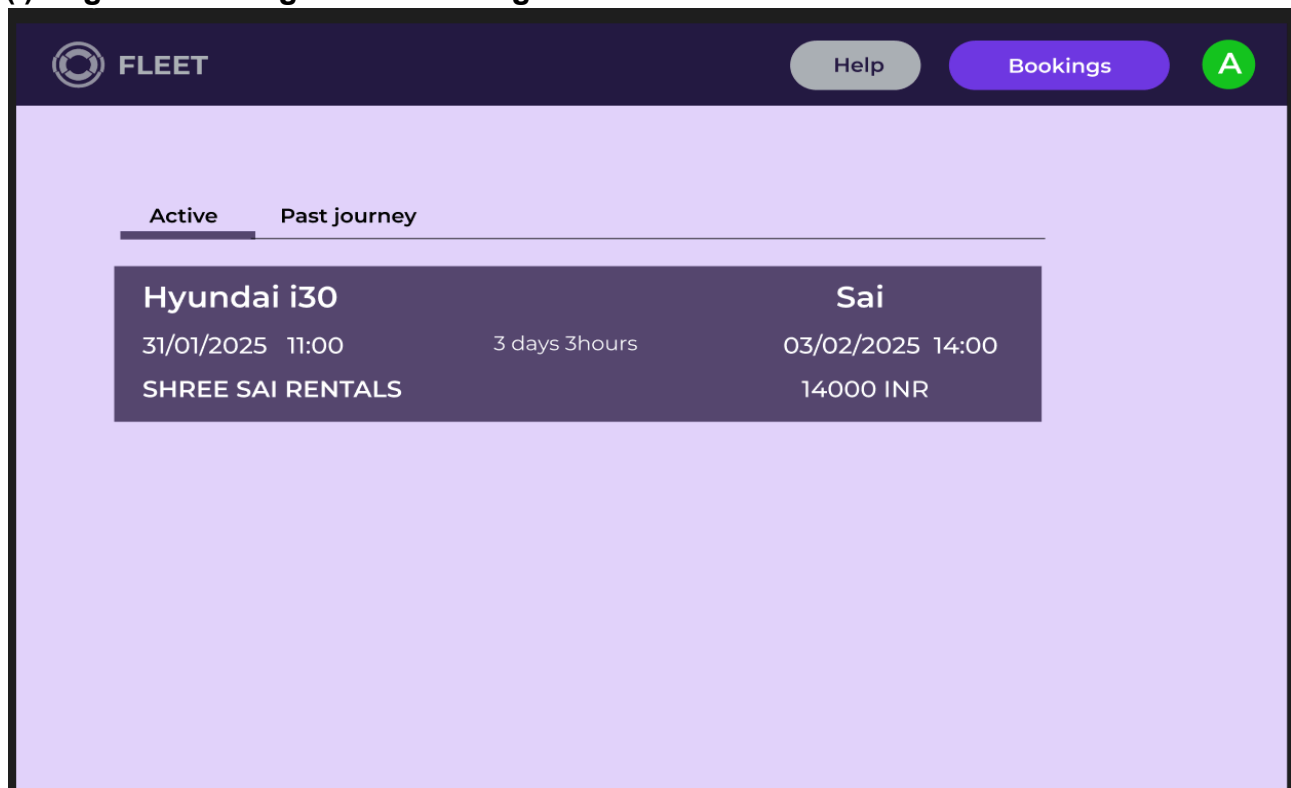 FLEET Help Bookings A
Active Past journey
Hyundai i30 Sai
31/01/2025 11:00 3 days 3hours 03/02/2025 14:00
SHREE SAI RENTALS 14000 INR